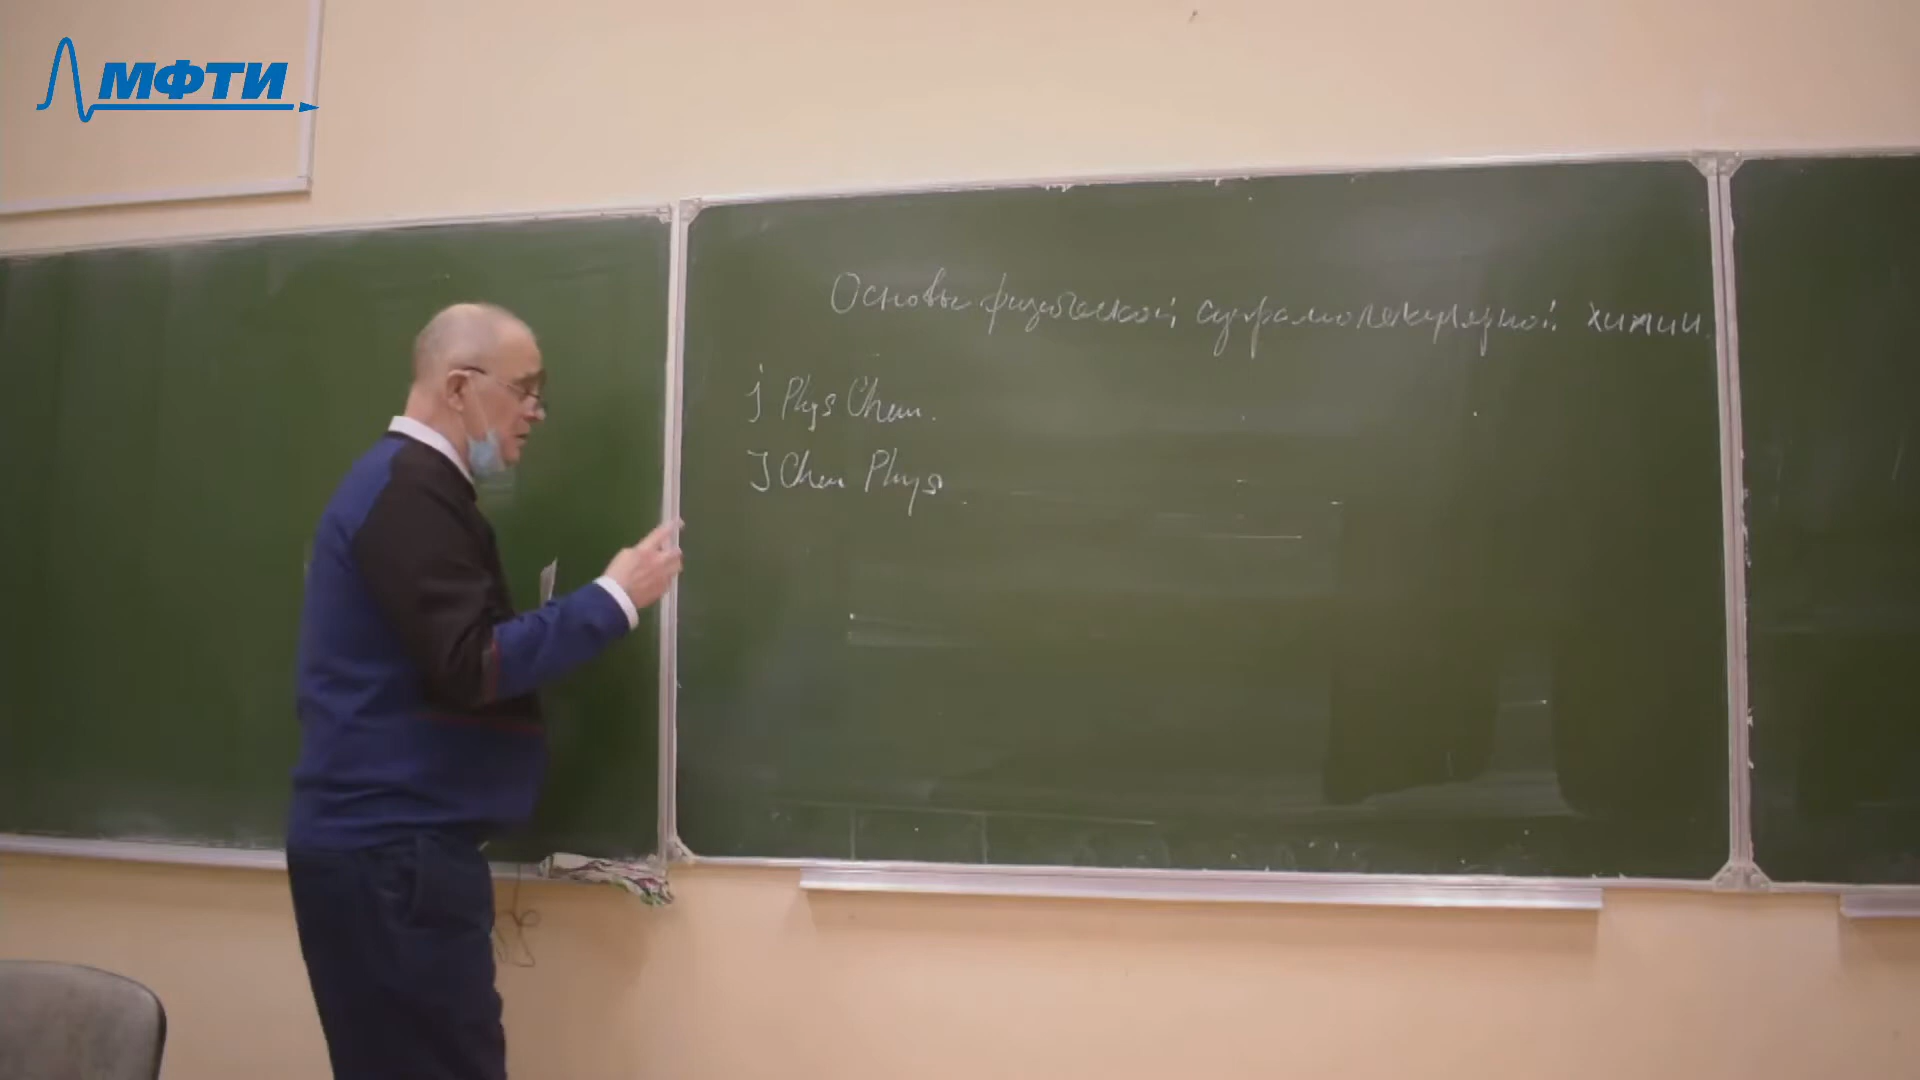 МФТИ
Основы физической супрамолекулярной химии
J Phys Chem.
J Chem Phys